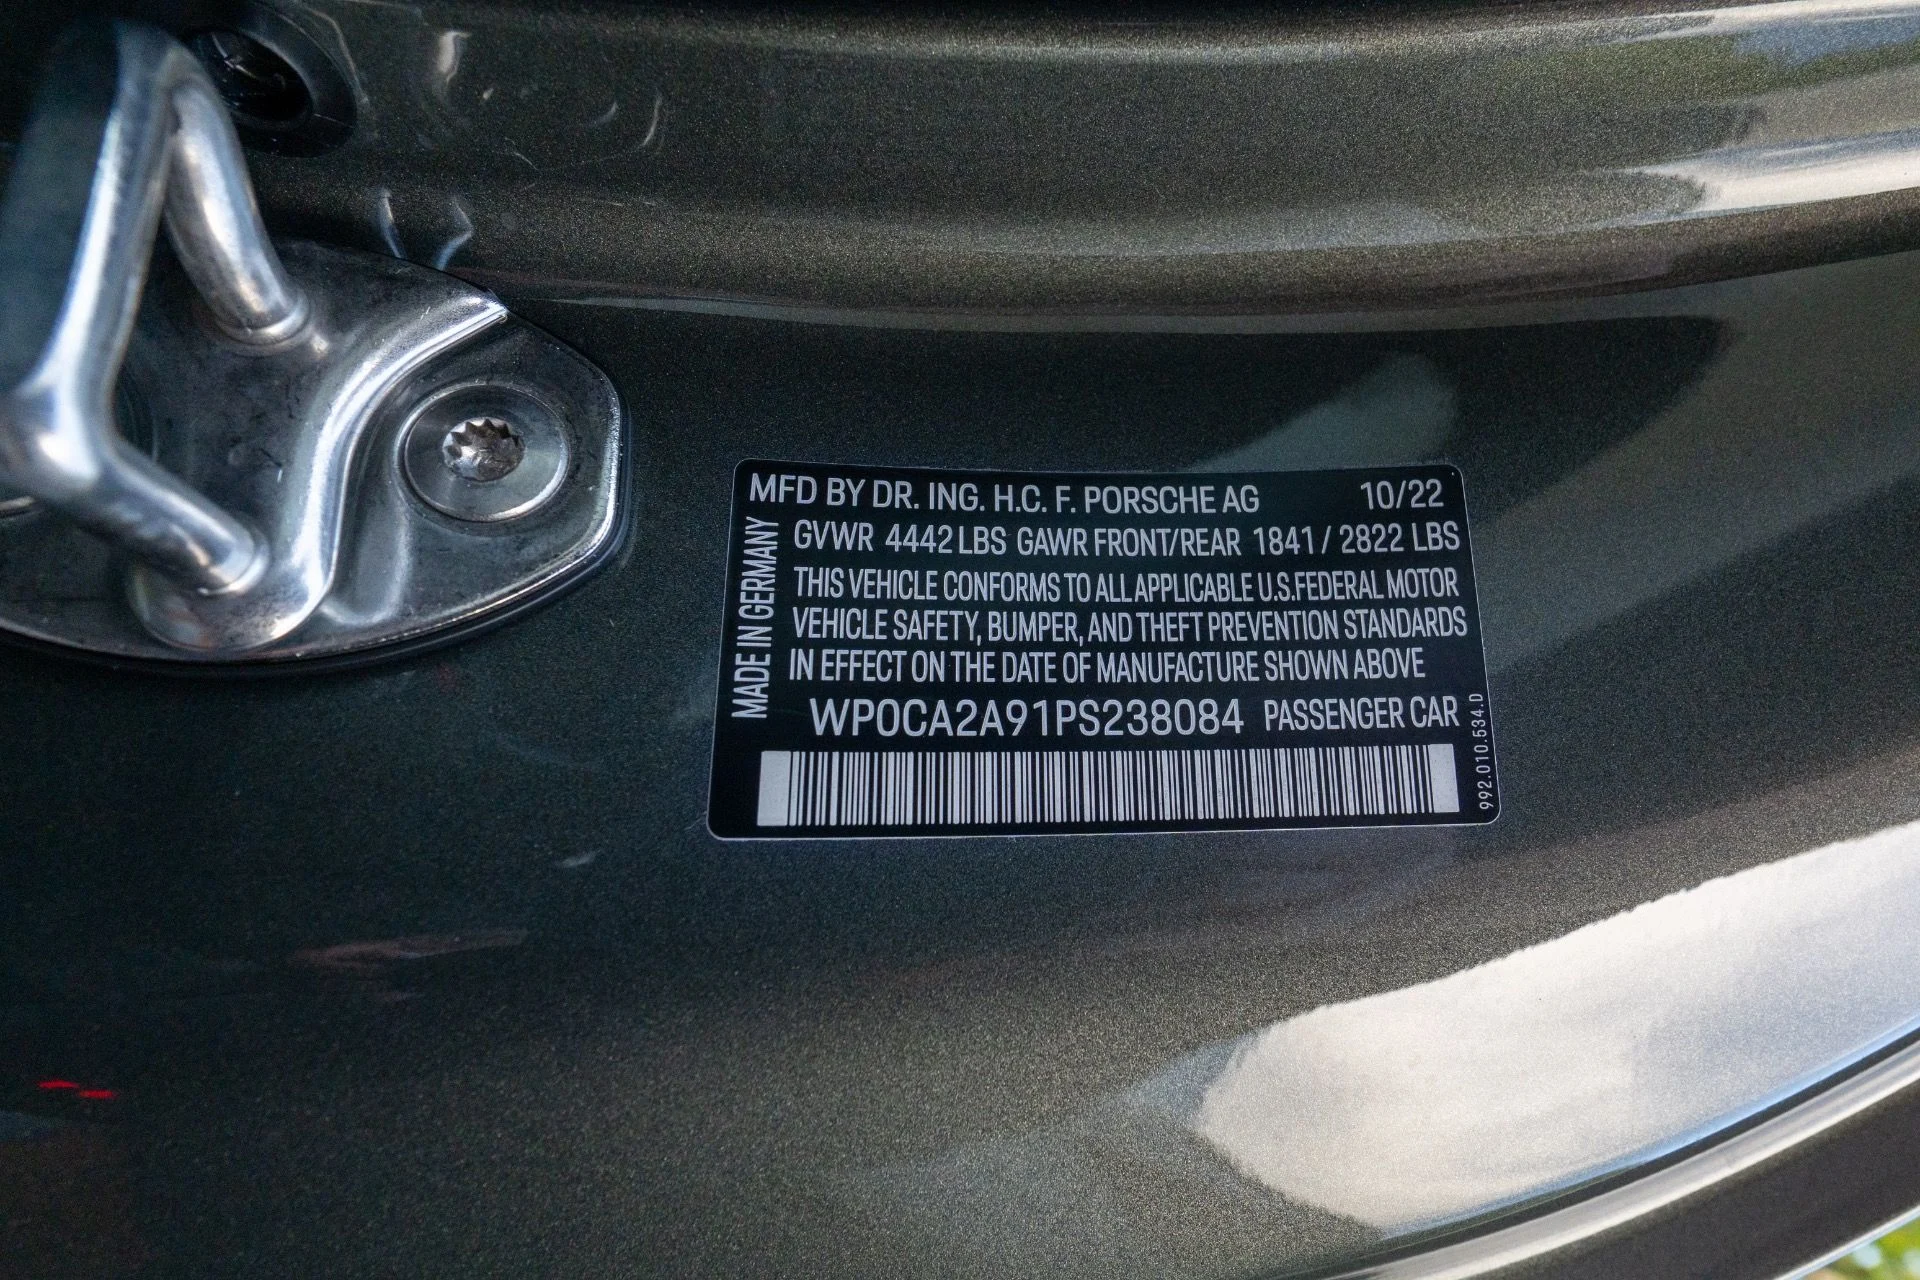 MFD BY DR. ING. H.C. F. PORSCHE AG 10/22
GVWR 4442 LBS GAWR FRONT/REAR 1841 / 2822 LBS
THIS VEHICLE CONFORMS TO ALL APPLICABLE U.S.FEDERAL MOTOR
VEHICLE SAFETY, BUMPER, AND THEFT PREVENTION STANDARDS
IN EFFECT ON THE DATE OF MANUFACTURE SHOWN ABOVE
WP0CA2A91PS238084 PASSENGER CAR
MADE IN GERMANY
992.010.534.D